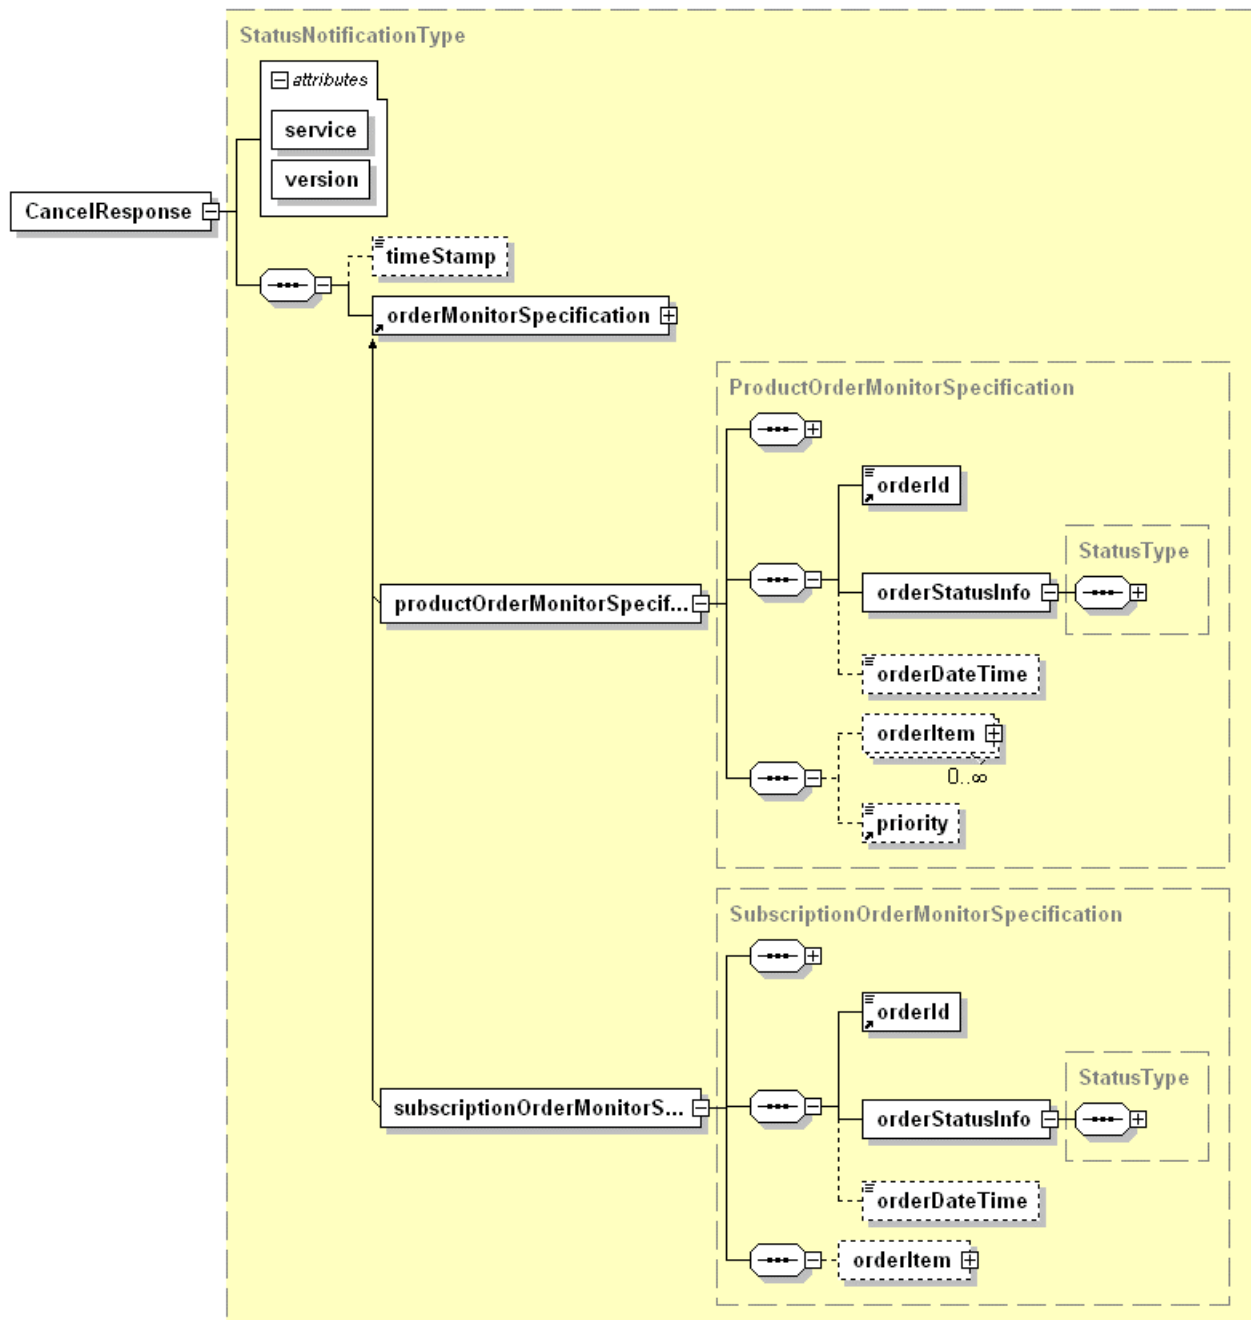 StatusNotificationType
attributes
service
version
CancelResponse
timeStamp
orderMonitorSpecification
ProductOrderMonitorSpecification
orderId
StatusType
orderStatusInfo
productOrderMonitorSpecif...
orderDateTime
orderItem
0..∞
priority
SubscriptionOrderMonitorSpecification
orderId
StatusType
subscriptionOrderMonitorS...
orderStatusInfo
orderDateTime
orderItem